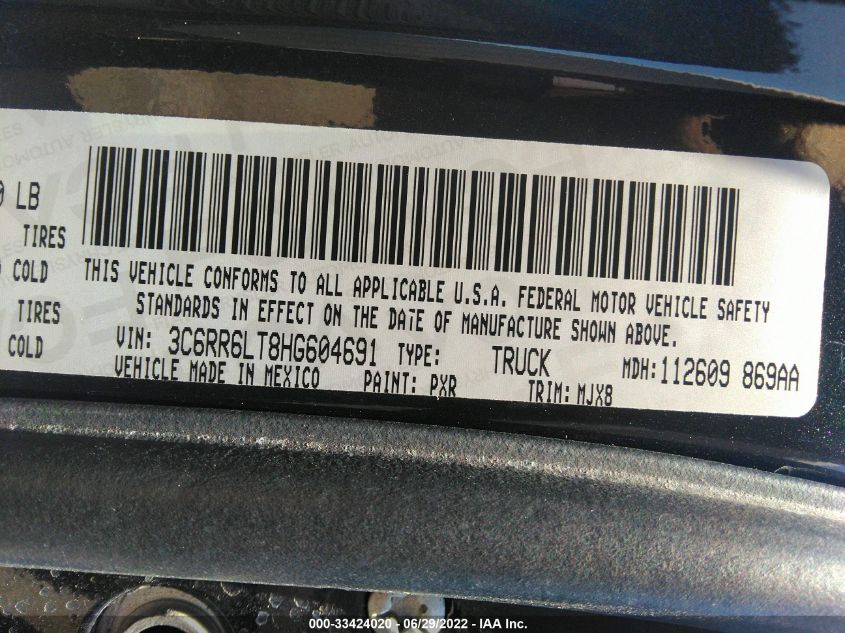 0 LB
TIRES
COLD
TIRES
COLD
THIS VEHICLE CONFORMS TO ALL APPLICABLE U.S.A. FEDERAL MOTOR VEHICLE SAFETY
STANDARDS IN EFFECT ON THE DATE OF MANUFACTURE SHOWN ABOVE.
VIN: 3C6RR6LT8HG604691 TYPE: TRUCK MDH:112609 869AA
VEHICLE MADE IN MEXICO PAINT: PXR TRIM: MJX8
000-33424020 - 06/29/2022 - IAA Inc.